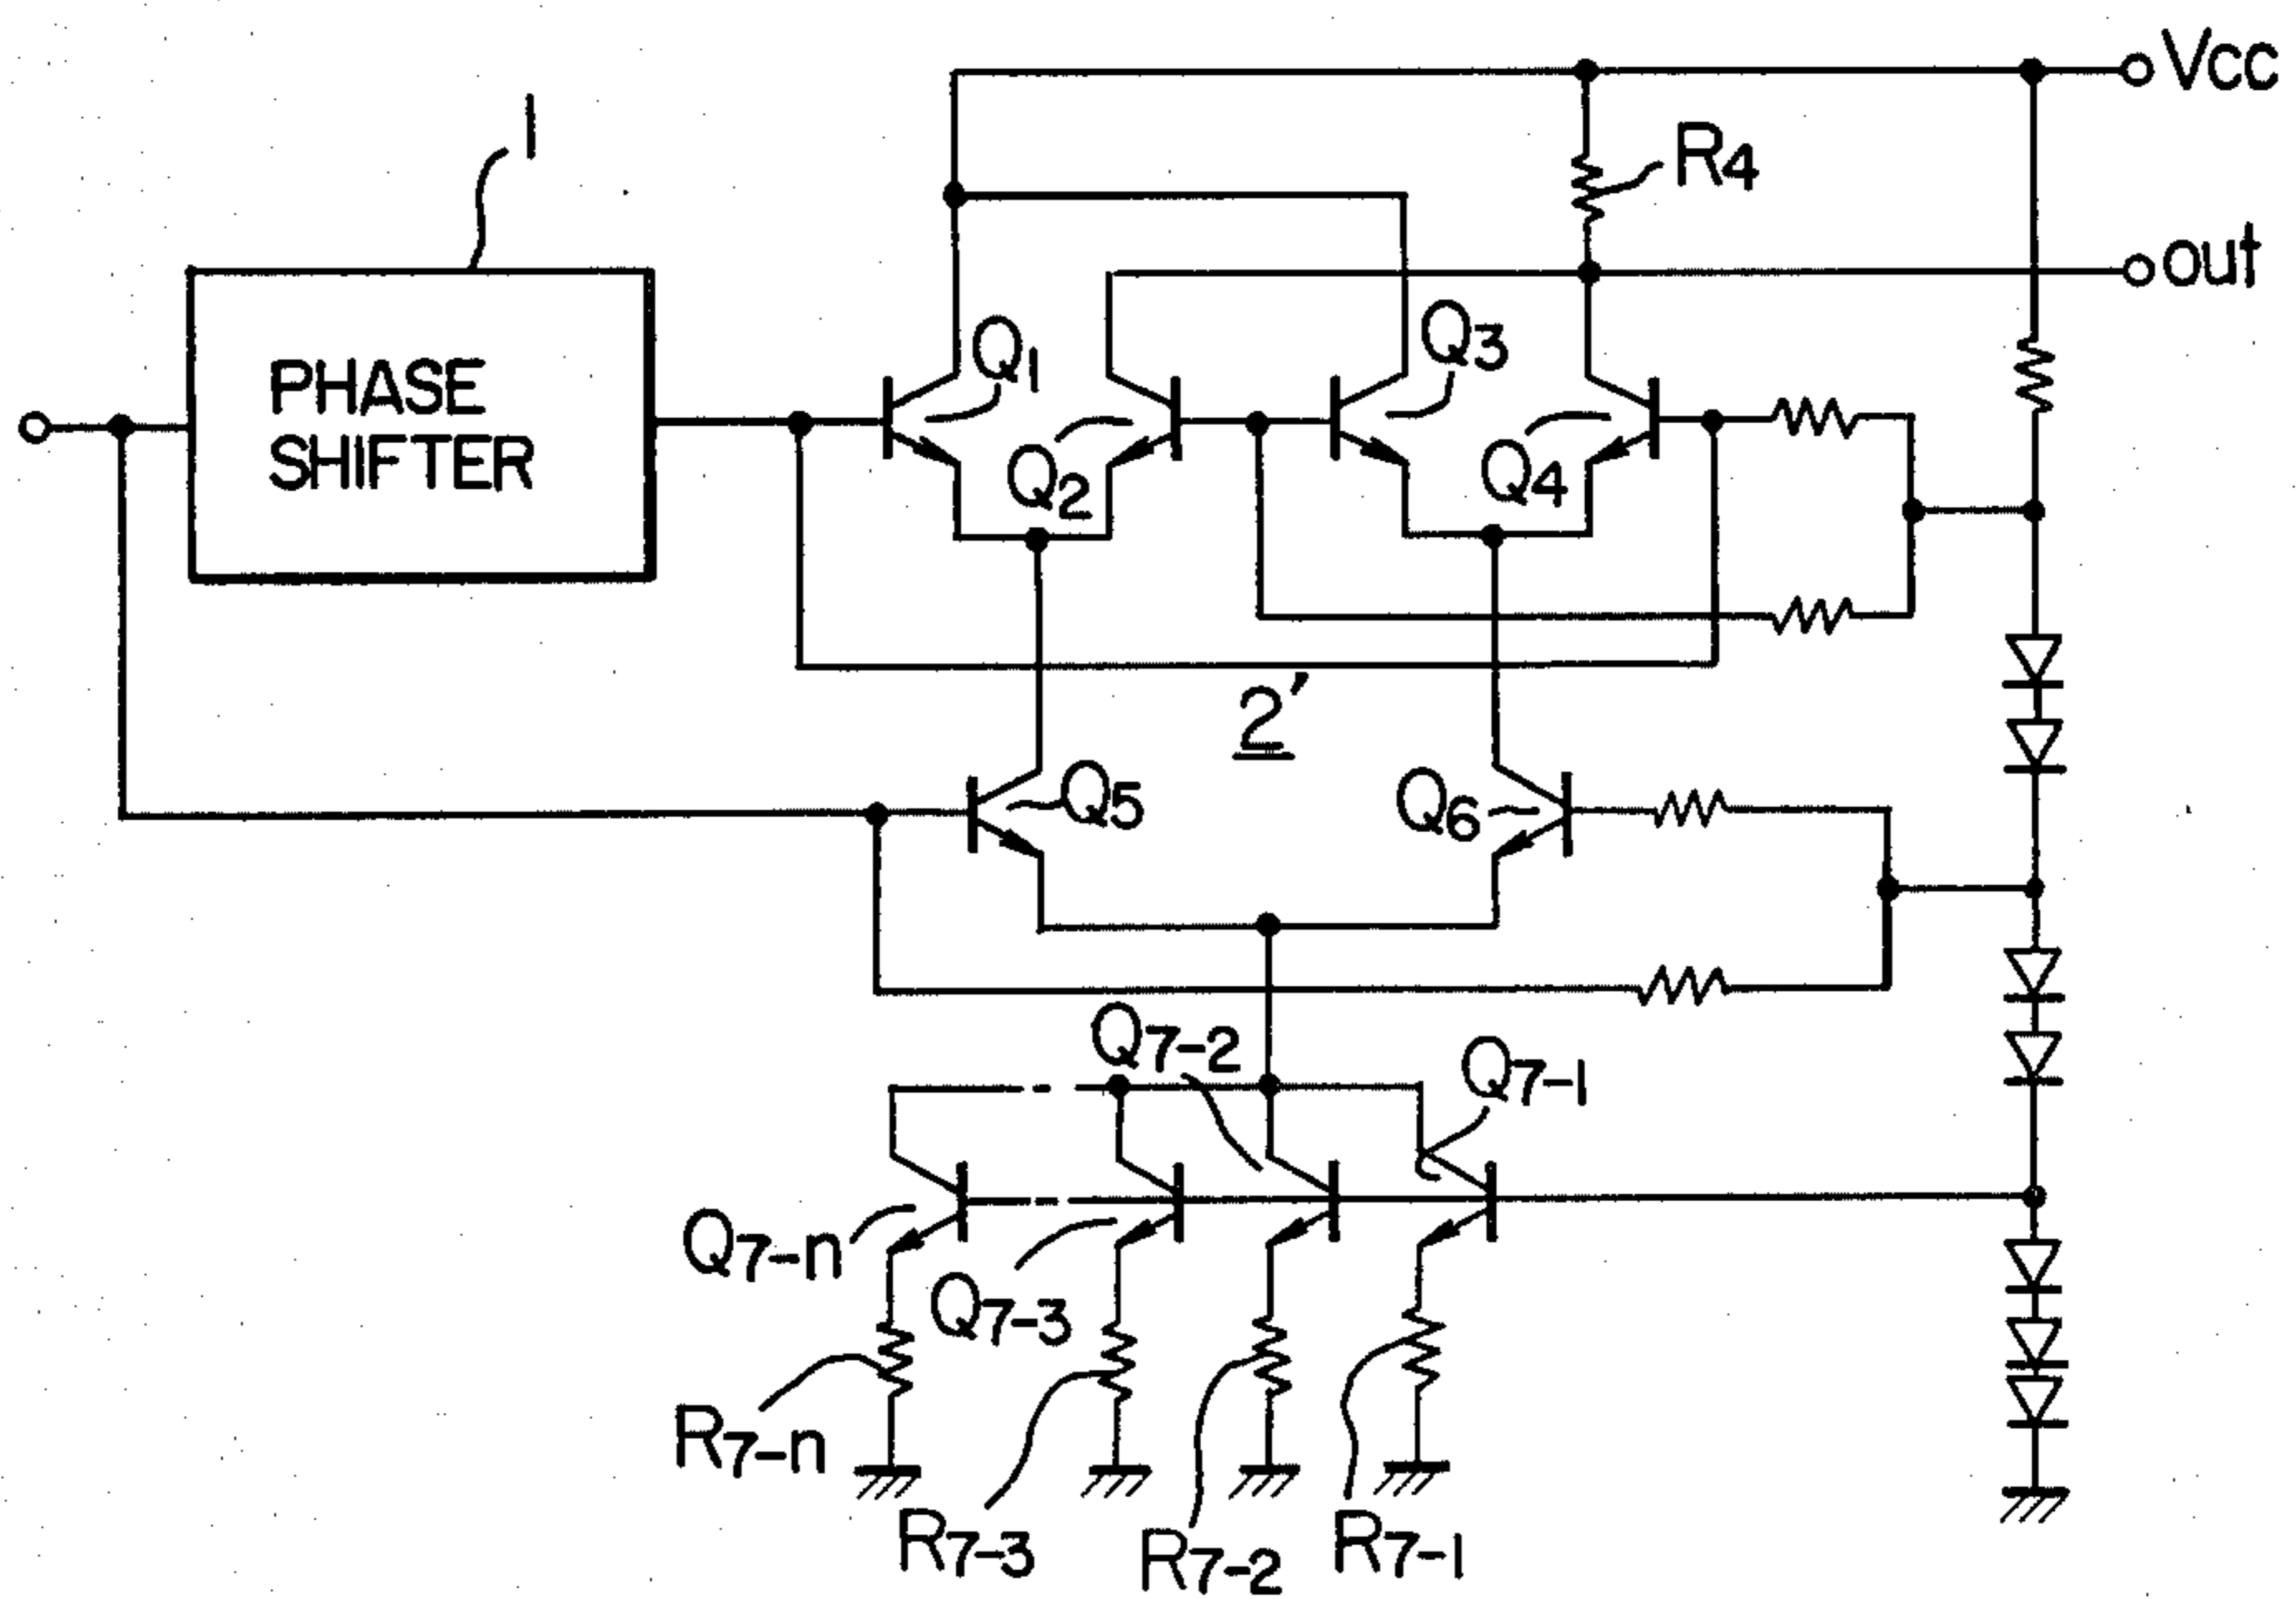 Vcc
1
R4
out
PHASE
SHIFTER
Q1
Q2
Q3
Q4
2'
Q5
Q6
Q7-2
Q7-1
Q7-n
Q7-3
R7-n
R7-3
R7-2
R7-1